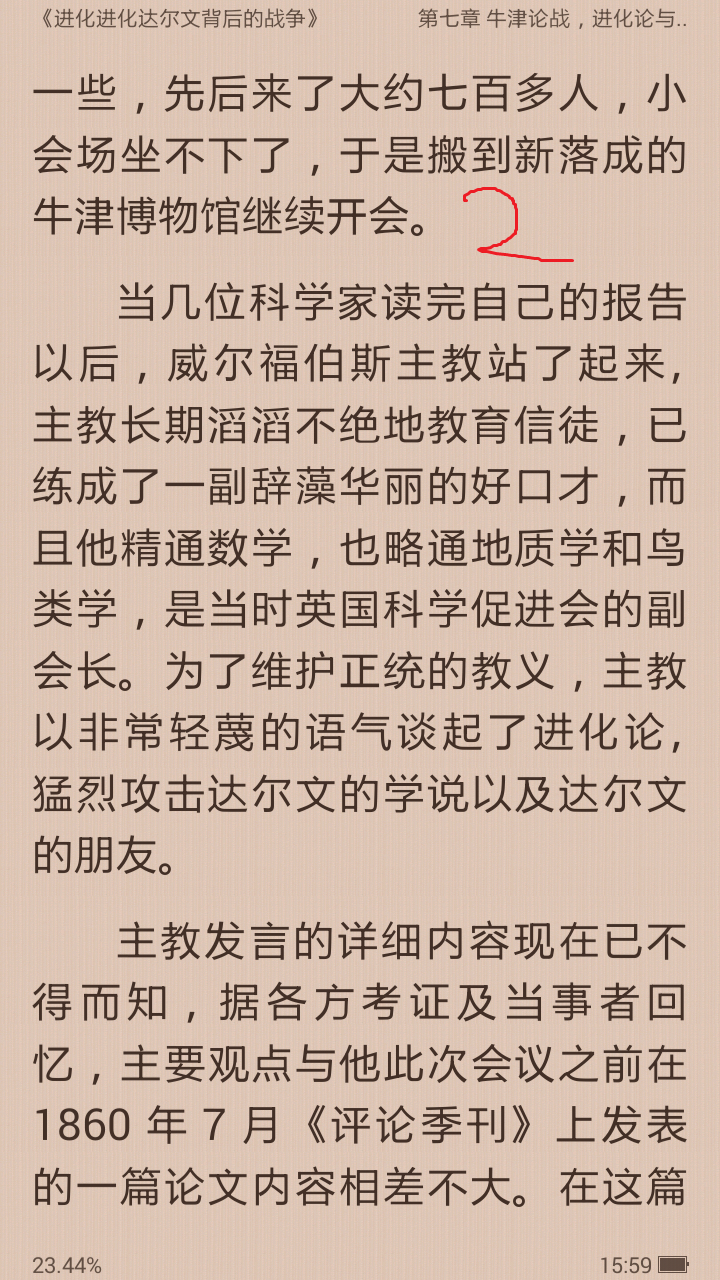 《进化进化达尔文背后的战争》 第七章 牛津论战，进化论与..
一些，先后来了大约七百多人，小
会场坐不下了，于是搬到新落成的
牛津博物馆继续开会。 2
当几位科学家读完自己的报告
以后，威尔福伯斯主教站了起来，
主教长期滔滔不绝地教育信徒，已
练成了一副辞藻华丽的好口才，而
且他精通数学，也略通地质学和鸟
类学，是当时英国科学促进会的副
会长。为了维护正统的教义，主教
以非常轻蔑的语气谈起了进化论，
猛烈攻击达尔文的学说以及达尔文
的朋友。
主教发言的详细内容现在已不
得而知，据各方考证及当事者回
忆，主要观点与他此次会议之前在
1860 年 7 月《评论季刊》上发表
的一篇论文内容相差不大。在这篇
23.44% 15:59